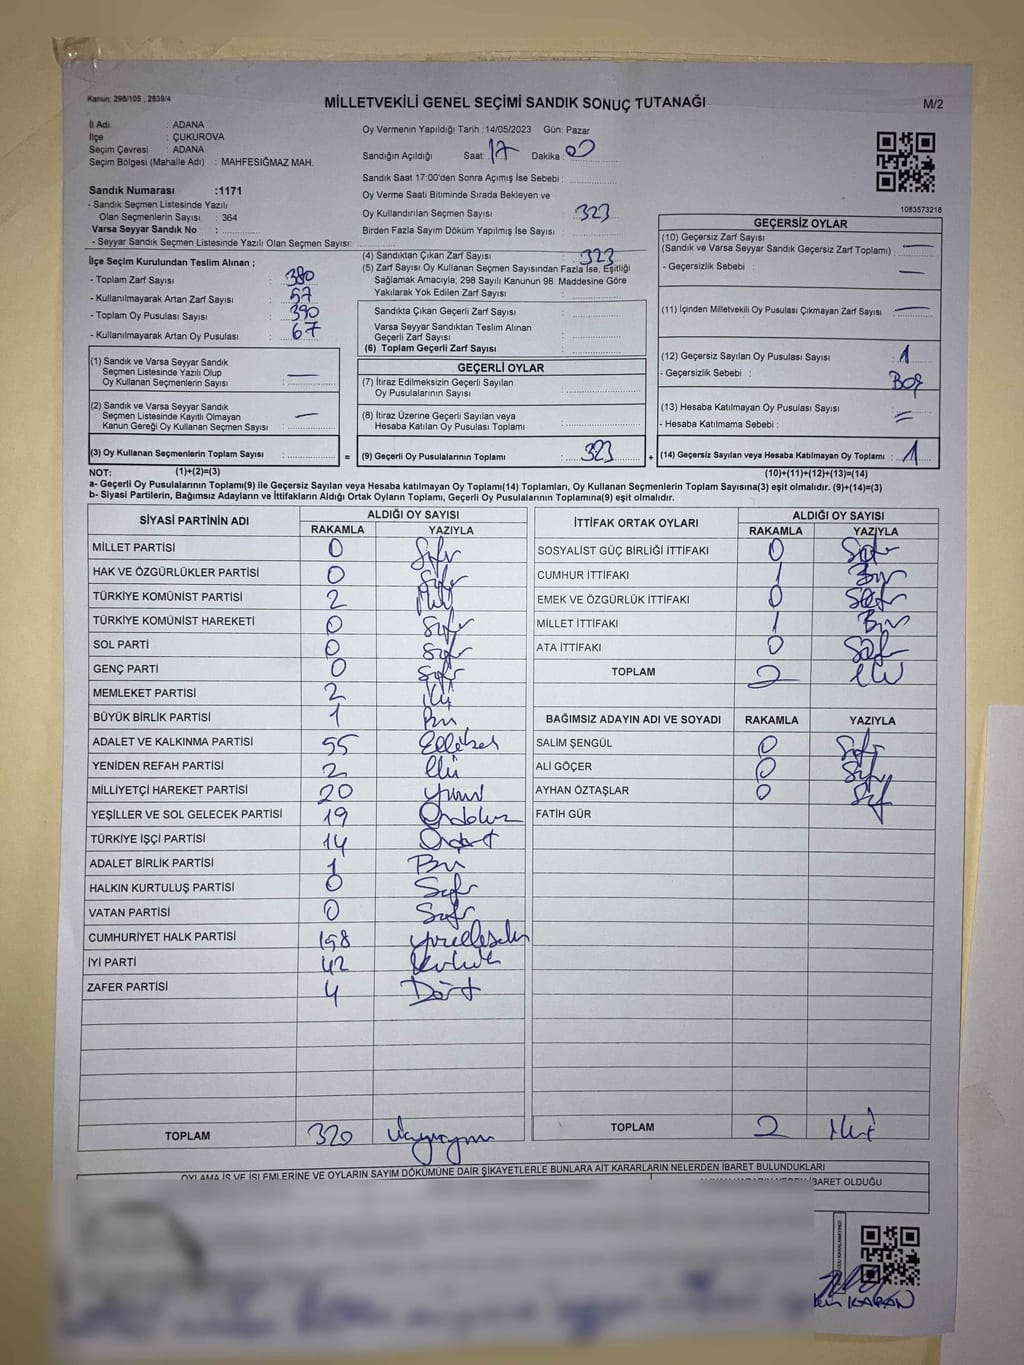 Kanun: 298/105 , 2839/4
MİLLETVEKİLİ GENEL SEÇİMİ SANDIK SONUÇ TUTANAĞI
M/2
İl Adı : ADANA
İlçe : ÇUKUROVA
Seçim Çevresi : ADANA
Seçim Bölgesi (Mahalle Adı) : MAHFESIĞMAZ MAH.
Sandık Numarası :1171
- Sandık Seçmen Listesinde Yazılı
Olan Seçmenlerin Sayısı : 364
Varsa Seyyar Sandık No :
- Seyyar Sandık Seçmen Listesinde Yazılı Olan Seçmen Sayısı:
İlçe Seçim Kurulundan Teslim Alınan ;
- Toplam Zarf Sayısı : 380
- Kullanılmayarak Artan Zarf Sayısı : 57
- Toplam Oy Pusulası Sayısı : 390
- Kullanılmayarak Artan Oy Pusulası : 67
Oy Vermenin Yapıldığı Tarih : 14/05/2023 Gün: Pazar
Sandığın Açıldığı Saat: 17 Dakika : 00
Sandık Saat 17:00'den Sonra Açımış İse Sebebi :
Oy Verme Saati Bitiminde Sırada Bekleyen ve
Oy Kullandırılan Seçmen Sayısı : 323
Birden Fazla Sayım Döküm Yapılmış İse Sayısı :
(4) Sandıktan Çıkan Zarf Sayısı : 323
(5) Zarf Sayısı Oy Kullanan Seçmen Sayısından Fazla İse, Eşitliği
Sağlamak Amacıyla; 298 Sayılı Kanunun 98. Maddesine Göre
Yakılarak Yok Edilen Zarf Sayısı :
Sandıkta Çıkan Geçerli Zarf Sayısı :
Varsa Seyyar Sandıktan Teslim Alınan
Geçerli Zarf Sayısı :
(6) Toplam Geçerli Zarf Sayısı :
1083573218
GEÇERSİZ OYLAR
(10) Geçersiz Zarf Sayısı
(Sandık ve Varsa Seyyar Sandık Geçersiz Zarf Toplamı) : —
- Geçersizlik Sebebi : —
(11) İçinden Milletvekili Oy Pusulası Çıkmayan Zarf Sayısı : —
(12) Geçersiz Sayılan Oy Pusulası Sayısı : 1
- Geçersizlik Sebebi : Boş
(13) Hesaba Katılmayan Oy Pusulası Sayısı : =
- Hesaba Katılmama Sebebi :
(14) Geçersiz Sayılan veya Hesaba Katılmayan Oy Toplamı : 1
(1) Sandık ve Varsa Seyyar Sandık
Seçmen Listesinde Yazılı Olup
Oy Kullanan Seçmenlerin Sayısı : —
(2) Sandık ve Varsa Seyyar Sandık
Seçmen Listesinde Kayıtlı Olmayan
Kanun Gereği Oy Kullanan Seçmen Sayısı : —
(3) Oy Kullanan Seçmenlerin Toplam Sayısı : =
GEÇERLİ OYLAR
(7) İtiraz Edilmeksizin Geçerli Sayılan
Oy Pusulalarının Sayısı :
(8) İtiraz Üzerine Geçerli Sayılan veya
Hesaba Katılan Oy Pusulası Toplamı :
(9) Geçerli Oy Pusulalarının Toplamı : 323 +
NOT: (1)+(2)=(3) (10)+(11)+(12)+(13)=(14)
a- Geçerli Oy Pusulalarının Toplamı(9) ile Geçersiz Sayılan veya Hesaba Katılmayan Oy Toplamı(14) Toplamları, Oy Kullanan Seçmenlerin Toplam Sayısına(3) eşit olmalıdır. (9)+(14)=(3)
b- Siyasi Partilerin, Bağımsız Adayların ve İttifakların Aldığı Ortak Oyların Toplamı, Geçerli Oy Pusulalarının Toplamına(9) eşit olmalıdır.
SİYASİ PARTİNİN ADI ALDIĞI OY SAYISI
RAKAMLA YAZIYLA
MİLLET PARTİSİ 0 Sıfır
HAK VE ÖZGÜRLÜKLER PARTİSİ 0 Sıfır
TÜRKİYE KOMÜNİST PARTİSİ 2 İki
TÜRKİYE KOMÜNİST HAREKETİ 0 Sıfır
SOL PARTİ 0 Sıfır
GENÇ PARTİ 0 Sıfır
MEMLEKET PARTİSİ 2 İki
BÜYÜK BİRLİK PARTİSİ 1 Bir
ADALET VE KALKINMA PARTİSİ 55 Ellibeş
YENİDEN REFAH PARTİSİ 2 İki
MİLLİYETÇİ HAREKET PARTİSİ 20 Yirmi
YEŞİLLER VE SOL GELECEK PARTİSİ 19 Ondokuz
TÜRKİYE İŞÇİ PARTİSİ 14 Ondört
ADALET BİRLİK PARTİSİ 1 Bir
HALKIN KURTULUŞ PARTİSİ 0 Sıfır
VATAN PARTİSİ 0 Sıfır
CUMHURİYET HALK PARTİSİ 158 Yüzellisekiz
İYİ PARTİ 42 Kırkiki
ZAFER PARTİSİ 4 Dört
TOPLAM 320 Üçyüzyirmi
İTTİFAK ORTAK OYLARI ALDIĞI OY SAYISI
RAKAMLA YAZIYLA
SOSYALİST GÜÇ BİRLİĞİ İTTİFAKI 0 Sıfır
CUMHUR İTTİFAKI 1 Bir
EMEK VE ÖZGÜRLÜK İTTİFAKI 0 Sıfır
MİLLET İTTİFAKI 1 Bir
ATA İTTİFAKI 0 Sıfır
TOPLAM 2 İki
BAĞIMSIZ ADAYIN ADI VE SOYADI RAKAMLA YAZIYLA
SALİM ŞENGÜL 0 Sıfır
ALİ GÖÇER 0 Sıfır
AYHAN ÖZTAŞLAR 0 Sıfır
FATİH GÜR
TOPLAM 2 İki
OYLAMA İŞ VE İŞLEMLERİNE VE OYLARIN SAYIM DÖKÜMÜNE DAİR ŞİKAYETLERLE BUNLARA AİT KARARLARIN NELERDEN İBARET BULUNDUKLARI
İBARET OLDUĞU